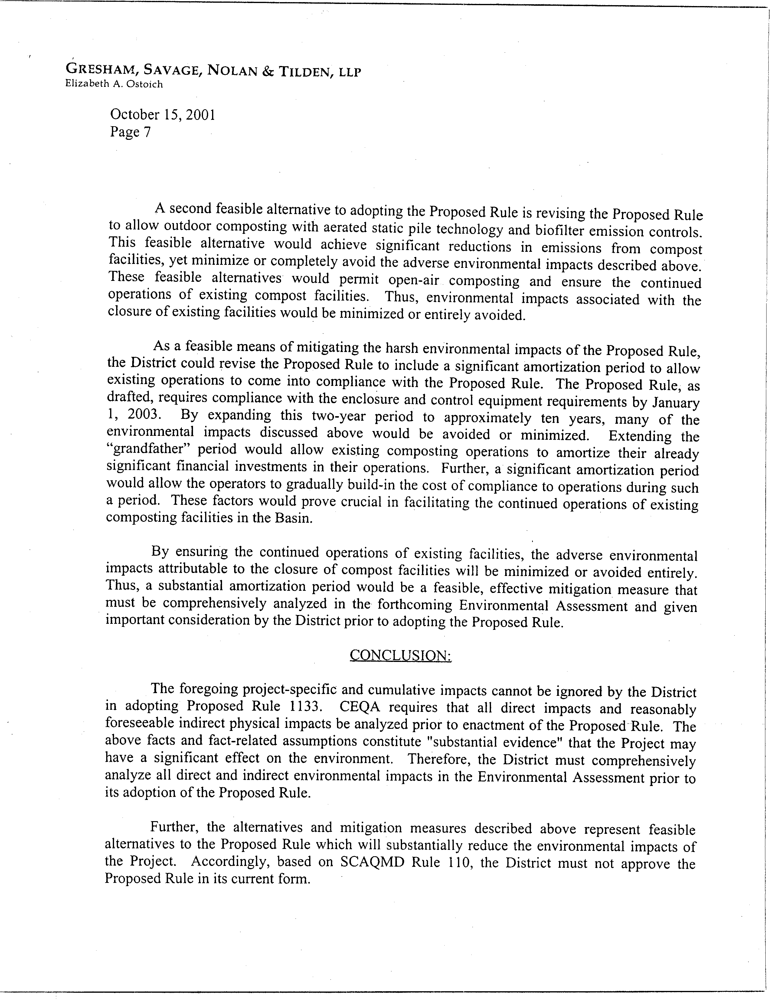 GRESHAM, SAVAGE, NOLAN & TILDEN, LLP
Elizabeth A. Ostoich
October 15, 2001
Page 7
A second feasible alternative to adopting the Proposed Rule is revising the Proposed Rule
to allow outdoor composting with aerated static pile technology and biofilter emission controls.
This feasible alternative would achieve significant reductions in emissions from compost
facilities, yet minimize or completely avoid the adverse environmental impacts described above.
These feasible alternatives would permit open-air composting and ensure the continued
operations of existing compost facilities. Thus, environmental impacts associated with the
closure of existing facilities would be minimized or entirely avoided.
As a feasible means of mitigating the harsh environmental impacts of the Proposed Rule,
the District could revise the Proposed Rule to include a significant amortization period to allow
existing operations to come into compliance with the Proposed Rule. The Proposed Rule, as
drafted, requires compliance with the enclosure and control equipment requirements by January
1, 2003. By expanding this two-year period to approximately ten years, many of the
environmental impacts discussed above would be avoided or minimized. Extending the
“grandfather” period would allow existing composting operations to amortize their already
significant financial investments in their operations. Further, a significant amortization period
would allow the operators to gradually build-in the cost of compliance to operations during such
a period. These factors would prove crucial in facilitating the continued operations of existing
composting facilities in the Basin.
By ensuring the continued operations of existing facilities, the adverse environmental
impacts attributable to the closure of compost facilities will be minimized or avoided entirely.
Thus, a substantial amortization period would be a feasible, effective mitigation measure that
must be comprehensively analyzed in the forthcoming Environmental Assessment and given
important consideration by the District prior to adopting the Proposed Rule.
CONCLUSION:
The foregoing project-specific and cumulative impacts cannot be ignored by the District
in adopting Proposed Rule 1133. CEQA requires that all direct impacts and reasonably
foreseeable indirect physical impacts be analyzed prior to enactment of the Proposed Rule. The
above facts and fact-related assumptions constitute "substantial evidence" that the Project may
have a significant effect on the environment. Therefore, the District must comprehensively
analyze all direct and indirect environmental impacts in the Environmental Assessment prior to
its adoption of the Proposed Rule.
Further, the alternatives and mitigation measures described above represent feasible
alternatives to the Proposed Rule which will substantially reduce the environmental impacts of
the Project. Accordingly, based on SCAQMD Rule 110, the District must not approve the
Proposed Rule in its current form.